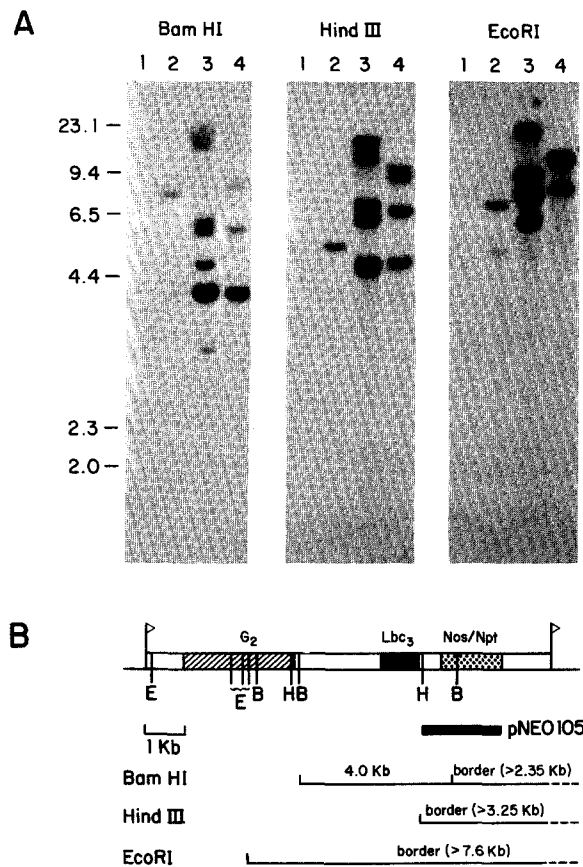 A
Bam HI Hind III EcoRI
1 2 3 4 1 2 3 4 1 2 3 4
23.1
9.4
6.5
4.4
2.3
2.0
B
G2 Lbc3 Nos/Npt
E E B H B H B
1 Kb
pNEO105
Bam HI 4.0 Kb border (>2.35 Kb)
Hind III border (>3.25 Kb)
EcoRI border (>7.6 Kb)